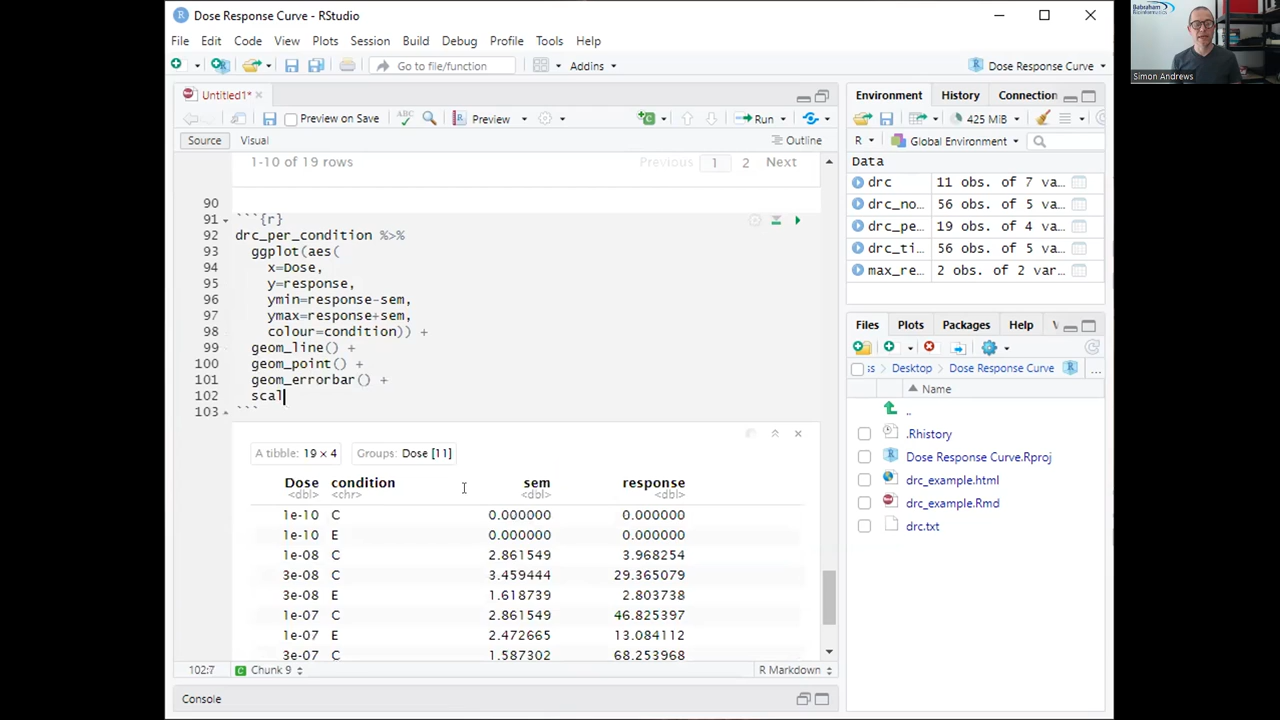 Dose Response Curve - RStudio
File Edit Code View Plots Session Build Debug Profile Tools Help
Go to file/function
Addins
Dose Response Curve
Untitled1*
Preview on Save
Preview
Run
Source
Visual
Outline
1-10 of 19 rows
Previous 1 2 Next
90
91 ```{r}
92 drc_per_condition %>%
93 ggplot(aes(
94 x=Dose,
95 y=response,
96 ymin=response-sem,
97 ymax=response+sem,
98 colour=condition)) +
99 geom_line() +
100 geom_point() +
101 geom_errorbar() +
102 scal
103 ```
A tibble: 19 × 4
Groups: Dose [11]
Dose condition sem response
<dbl> <chr> <dbl> <dbl>
1e-10 C 0.000000 0.000000
1e-10 E 0.000000 0.000000
1e-08 C 2.861549 3.968254
3e-08 C 3.459444 29.365079
3e-08 E 1.618739 2.803738
1e-07 C 2.861549 46.825397
1e-07 E 2.472665 13.084112
3e-07 C 1.587302 68.253968
102:7
Chunk 9
R Markdown
Console
Environment History Connection
425 MiB
R
Global Environment
Data
drc 11 obs. of 7 va…
drc_no… 56 obs. of 5 va…
drc_pe… 19 obs. of 4 va…
drc_ti… 56 obs. of 5 va…
max_re… 2 obs. of 2 var…
Files Plots Packages Help V
ss Desktop Dose Response Curve ...
Name
..
.Rhistory
Dose Response Curve.Rproj
drc_example.html
drc_example.Rmd
drc.txt
Babraham
Simon Andrews